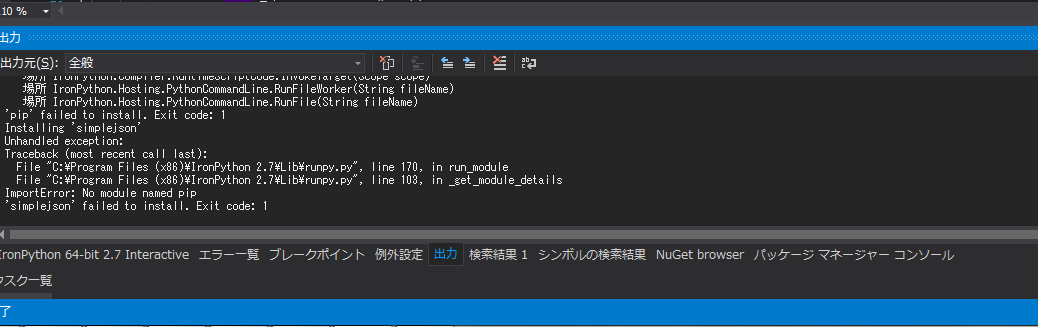 10 %
出力
出力元(S): 全般
場所 IronPython.Compiler.RuntimeScriptCode.InvokeTarget(Scope scope)
場所 IronPython.Hosting.PythonCommandLine.RunFileWorker(String fileName)
場所 IronPython.Hosting.PythonCommandLine.RunFile(String fileName)
'pip' failed to install. Exit code: 1
Installing 'simplejson'
Unhandled exception:
Traceback (most recent call last):
File "C:¥Program Files (x86)¥IronPython 2.7¥Lib¥runpy.py", line 170, in run_module
File "C:¥Program Files (x86)¥IronPython 2.7¥Lib¥runpy.py", line 103, in _get_module_details
ImportError: No module named pip
'simplejson' failed to install. Exit code: 1
IronPython 64-bit 2.7 Interactive エラー一覧 ブレークポイント 例外設定 出力 検索結果 1 シンボルの検索結果 NuGet browser パッケージ マネージャー コンソール
タスク一覧
了